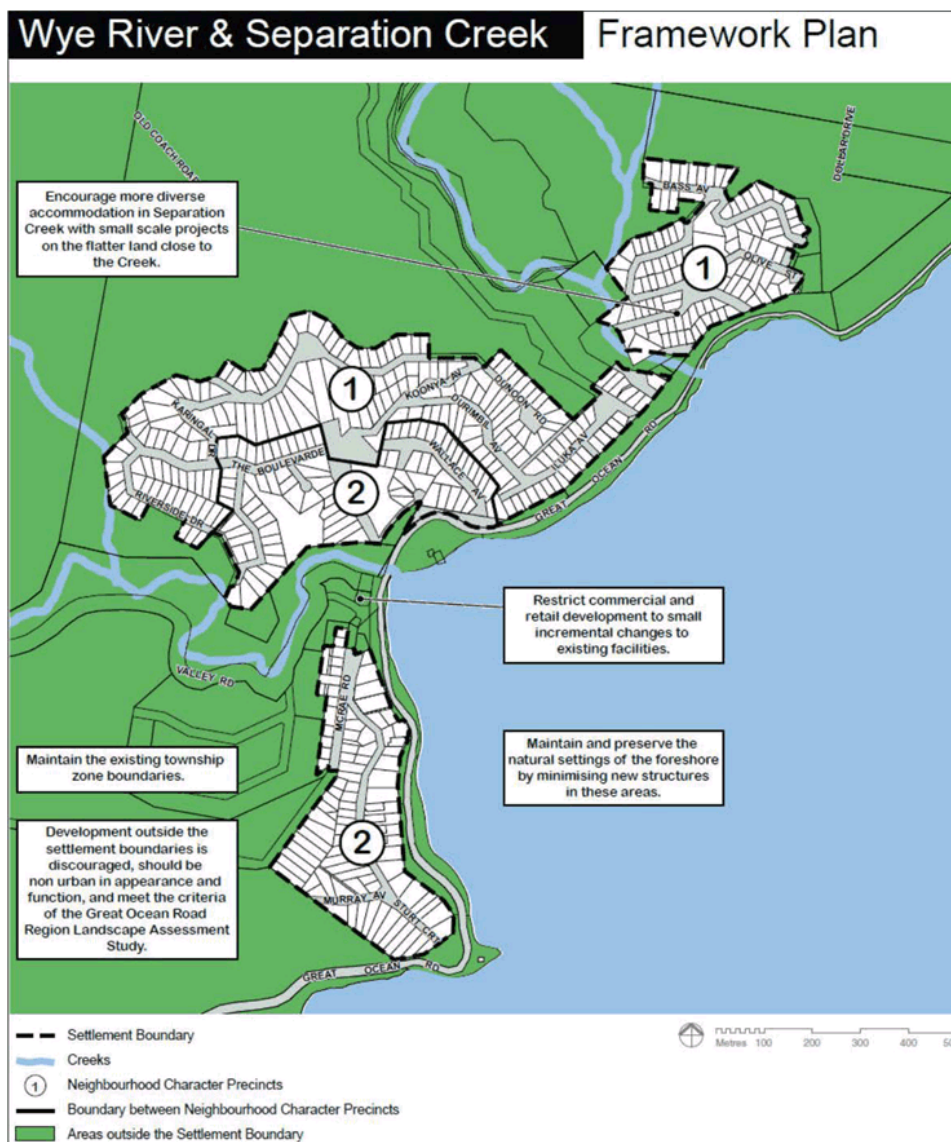 Wye River & Separation Creek Framework Plan
OLD COACH ROAD
DOLLAR DRIVE
Encourage more diverse
accommodation in Separation
Creek with small scale projects
on the flatter land close to
the Creek.
BASS AV
OLIVE ST
1
1
KOONYA AV
DUNOON RD
DURIMBIL AV
KARINGAL DR
THE BOULEVARDE
WALLACE AV
ILUKA AV
2
GREAT OCEAN RD
RIVERSIDE DR
Restrict commercial and
retail development to small
incremental changes to
existing facilities.
VALLEY RD
MCRAE RD
Maintain the existing township
zone boundaries.
Maintain and preserve the
natural settings of the foreshore
by minimising new structures
in these areas.
Development outside the
settlement boundaries is
discouraged, should be
non urban in appearance and
function, and meet the criteria
of the Great Ocean Road
Region Landscape Assessment
Study.
2
MURRAY AV
STURT CRT
GREAT OCEAN RD
Settlement Boundary
Metres 100 200 300 400
Creeks
1 Neighbourhood Character Precincts
Boundary between Neighbourhood Character Precincts
Areas outside the Settlement Boundary